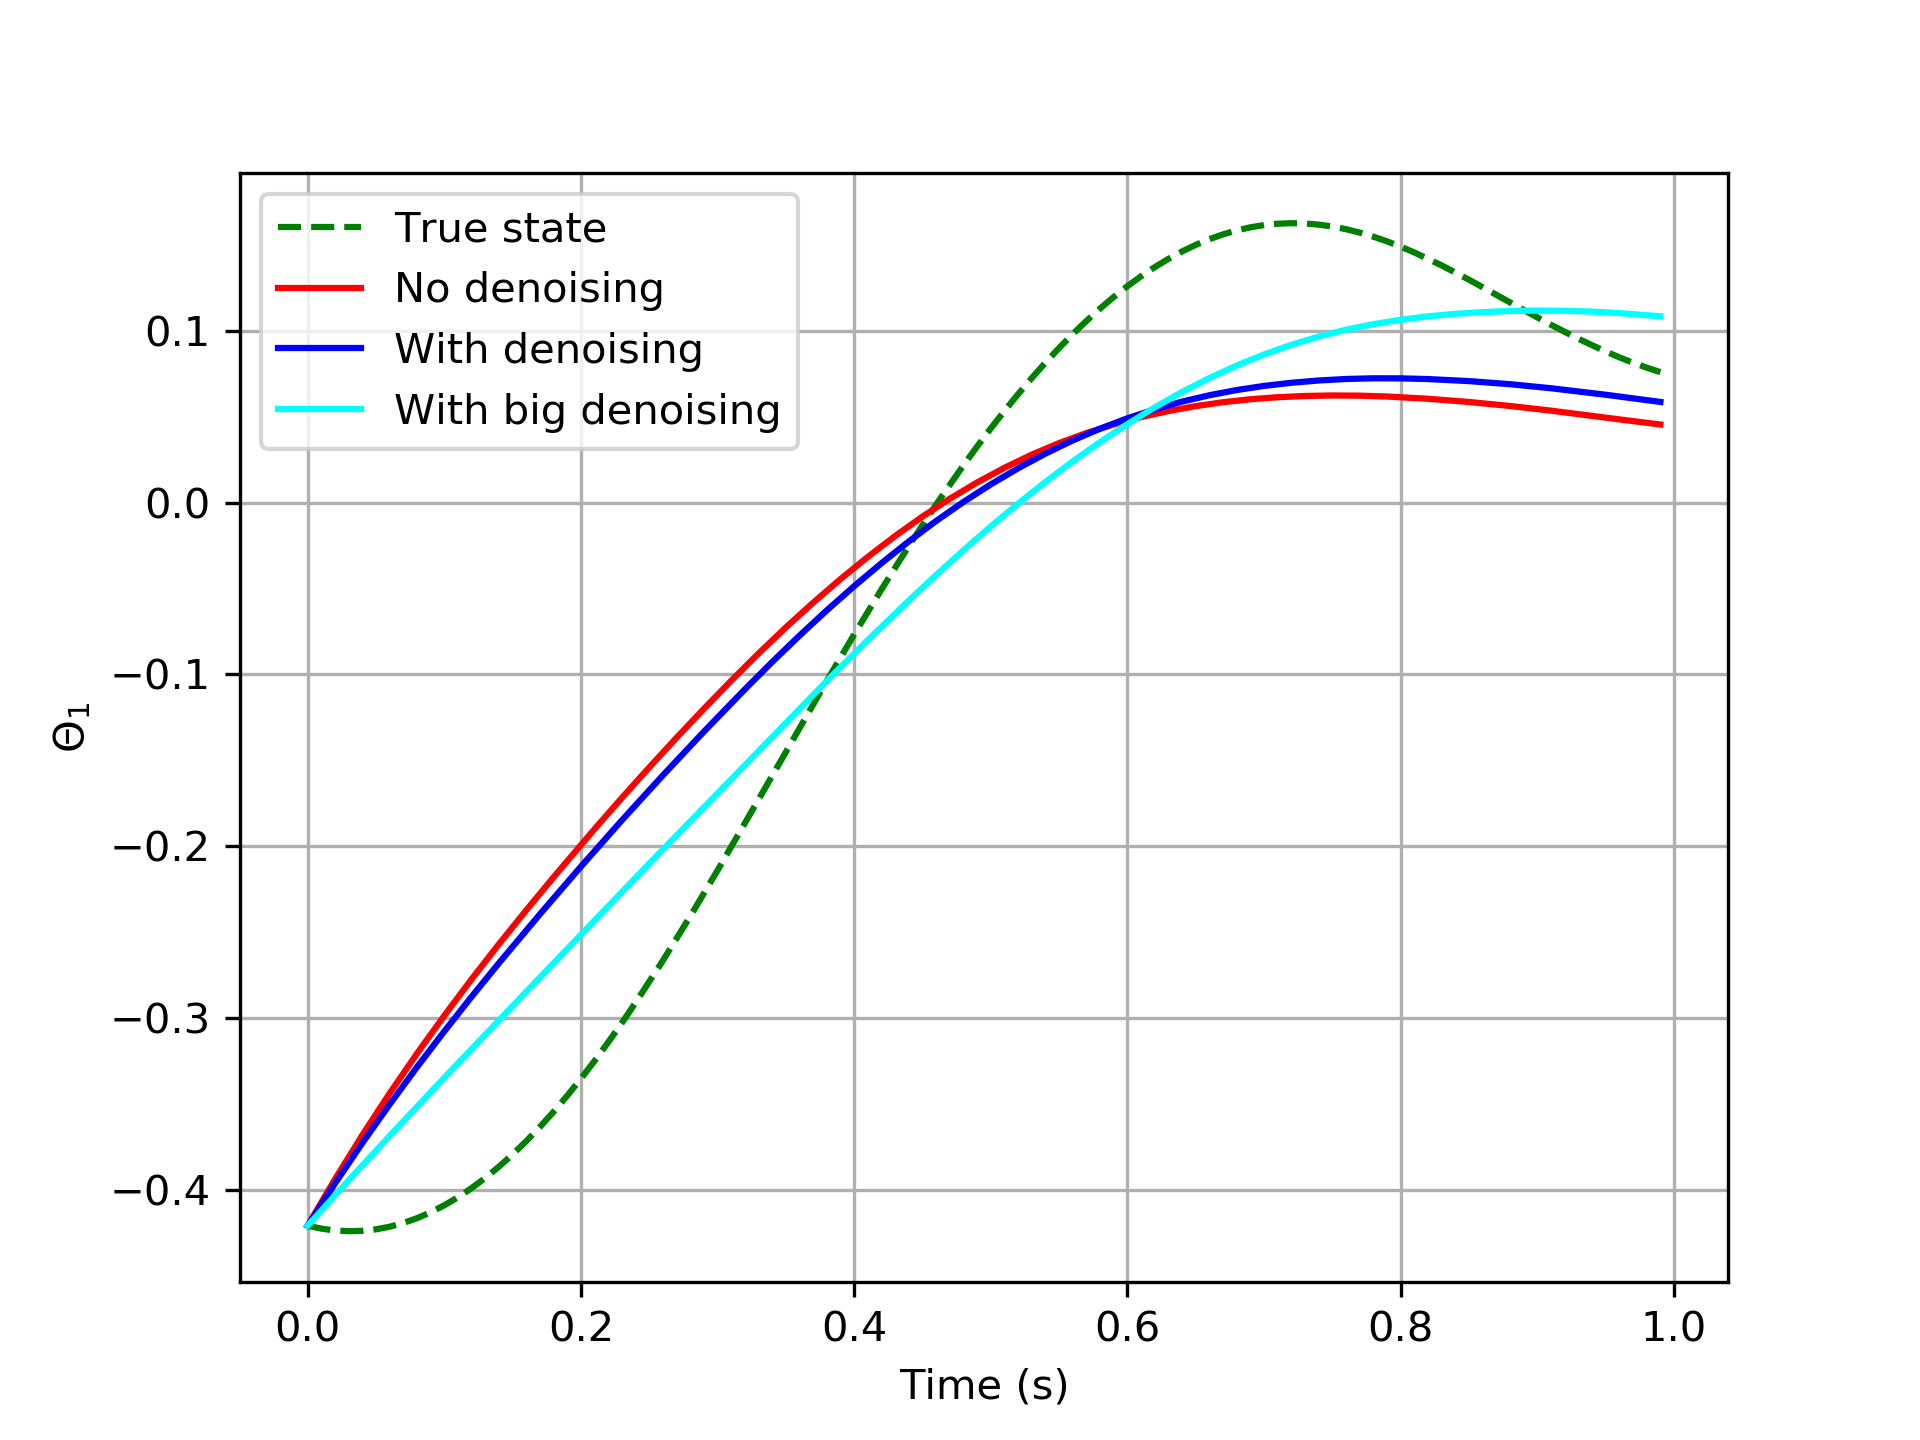 True state
No denoising
With denoising
With big denoising
0.1
0.0
−0.1
−0.2
−0.3
−0.4
Θ1
0.0 0.2 0.4 0.6 0.8 1.0
Time (s)